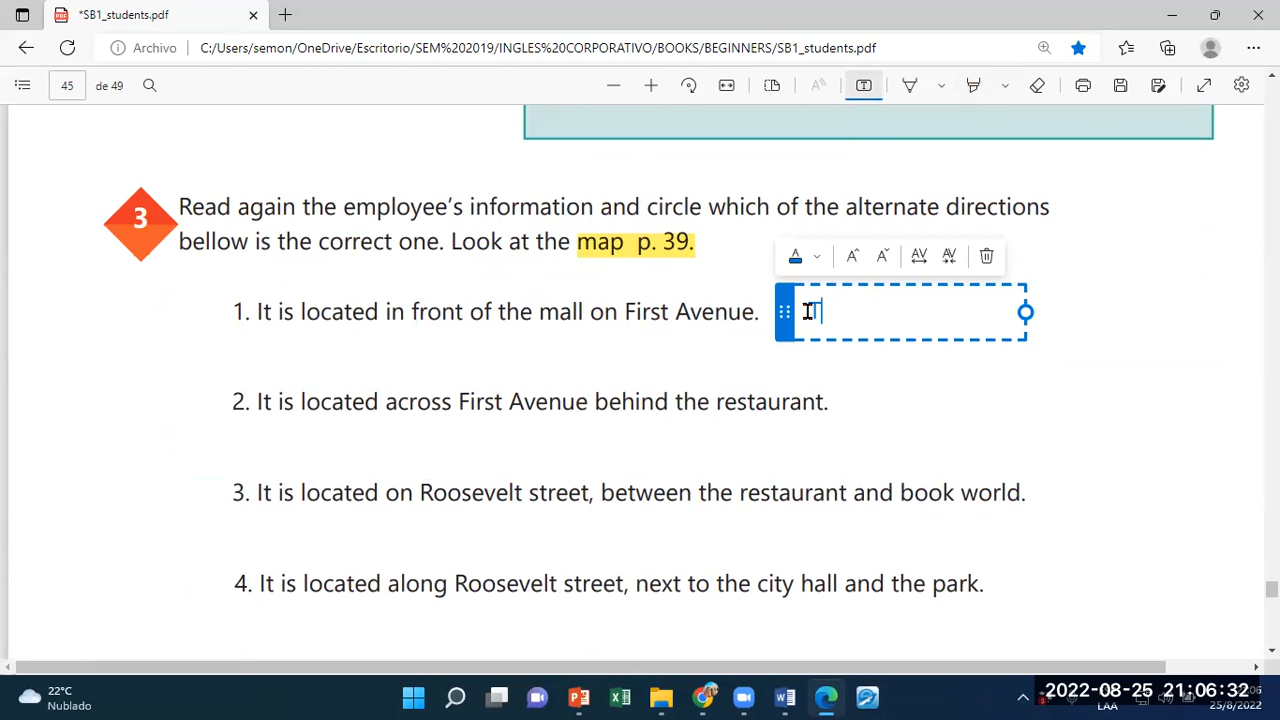 *SB1_students.pdf
Archivo
C:/Users/semon/OneDrive/Escritorio/SEM%202019/INGLES%20CORPORATIVO/BOOKS/BEGINNERS/SB1_students.pdf
45 de 49
3
Read again the employee's information and circle which of the alternate directions
bellow is the correct one. Look at the map p. 39.
1. It is located in front of the mall on First Avenue. T
2. It is located across First Avenue behind the restaurant.
3. It is located on Roosevelt street, between the restaurant and book world.
4. It is located along Roosevelt street, next to the city hall and the park.
22°C
Nublado
2022-08-25 21:06:32
LAA
25/8/2022